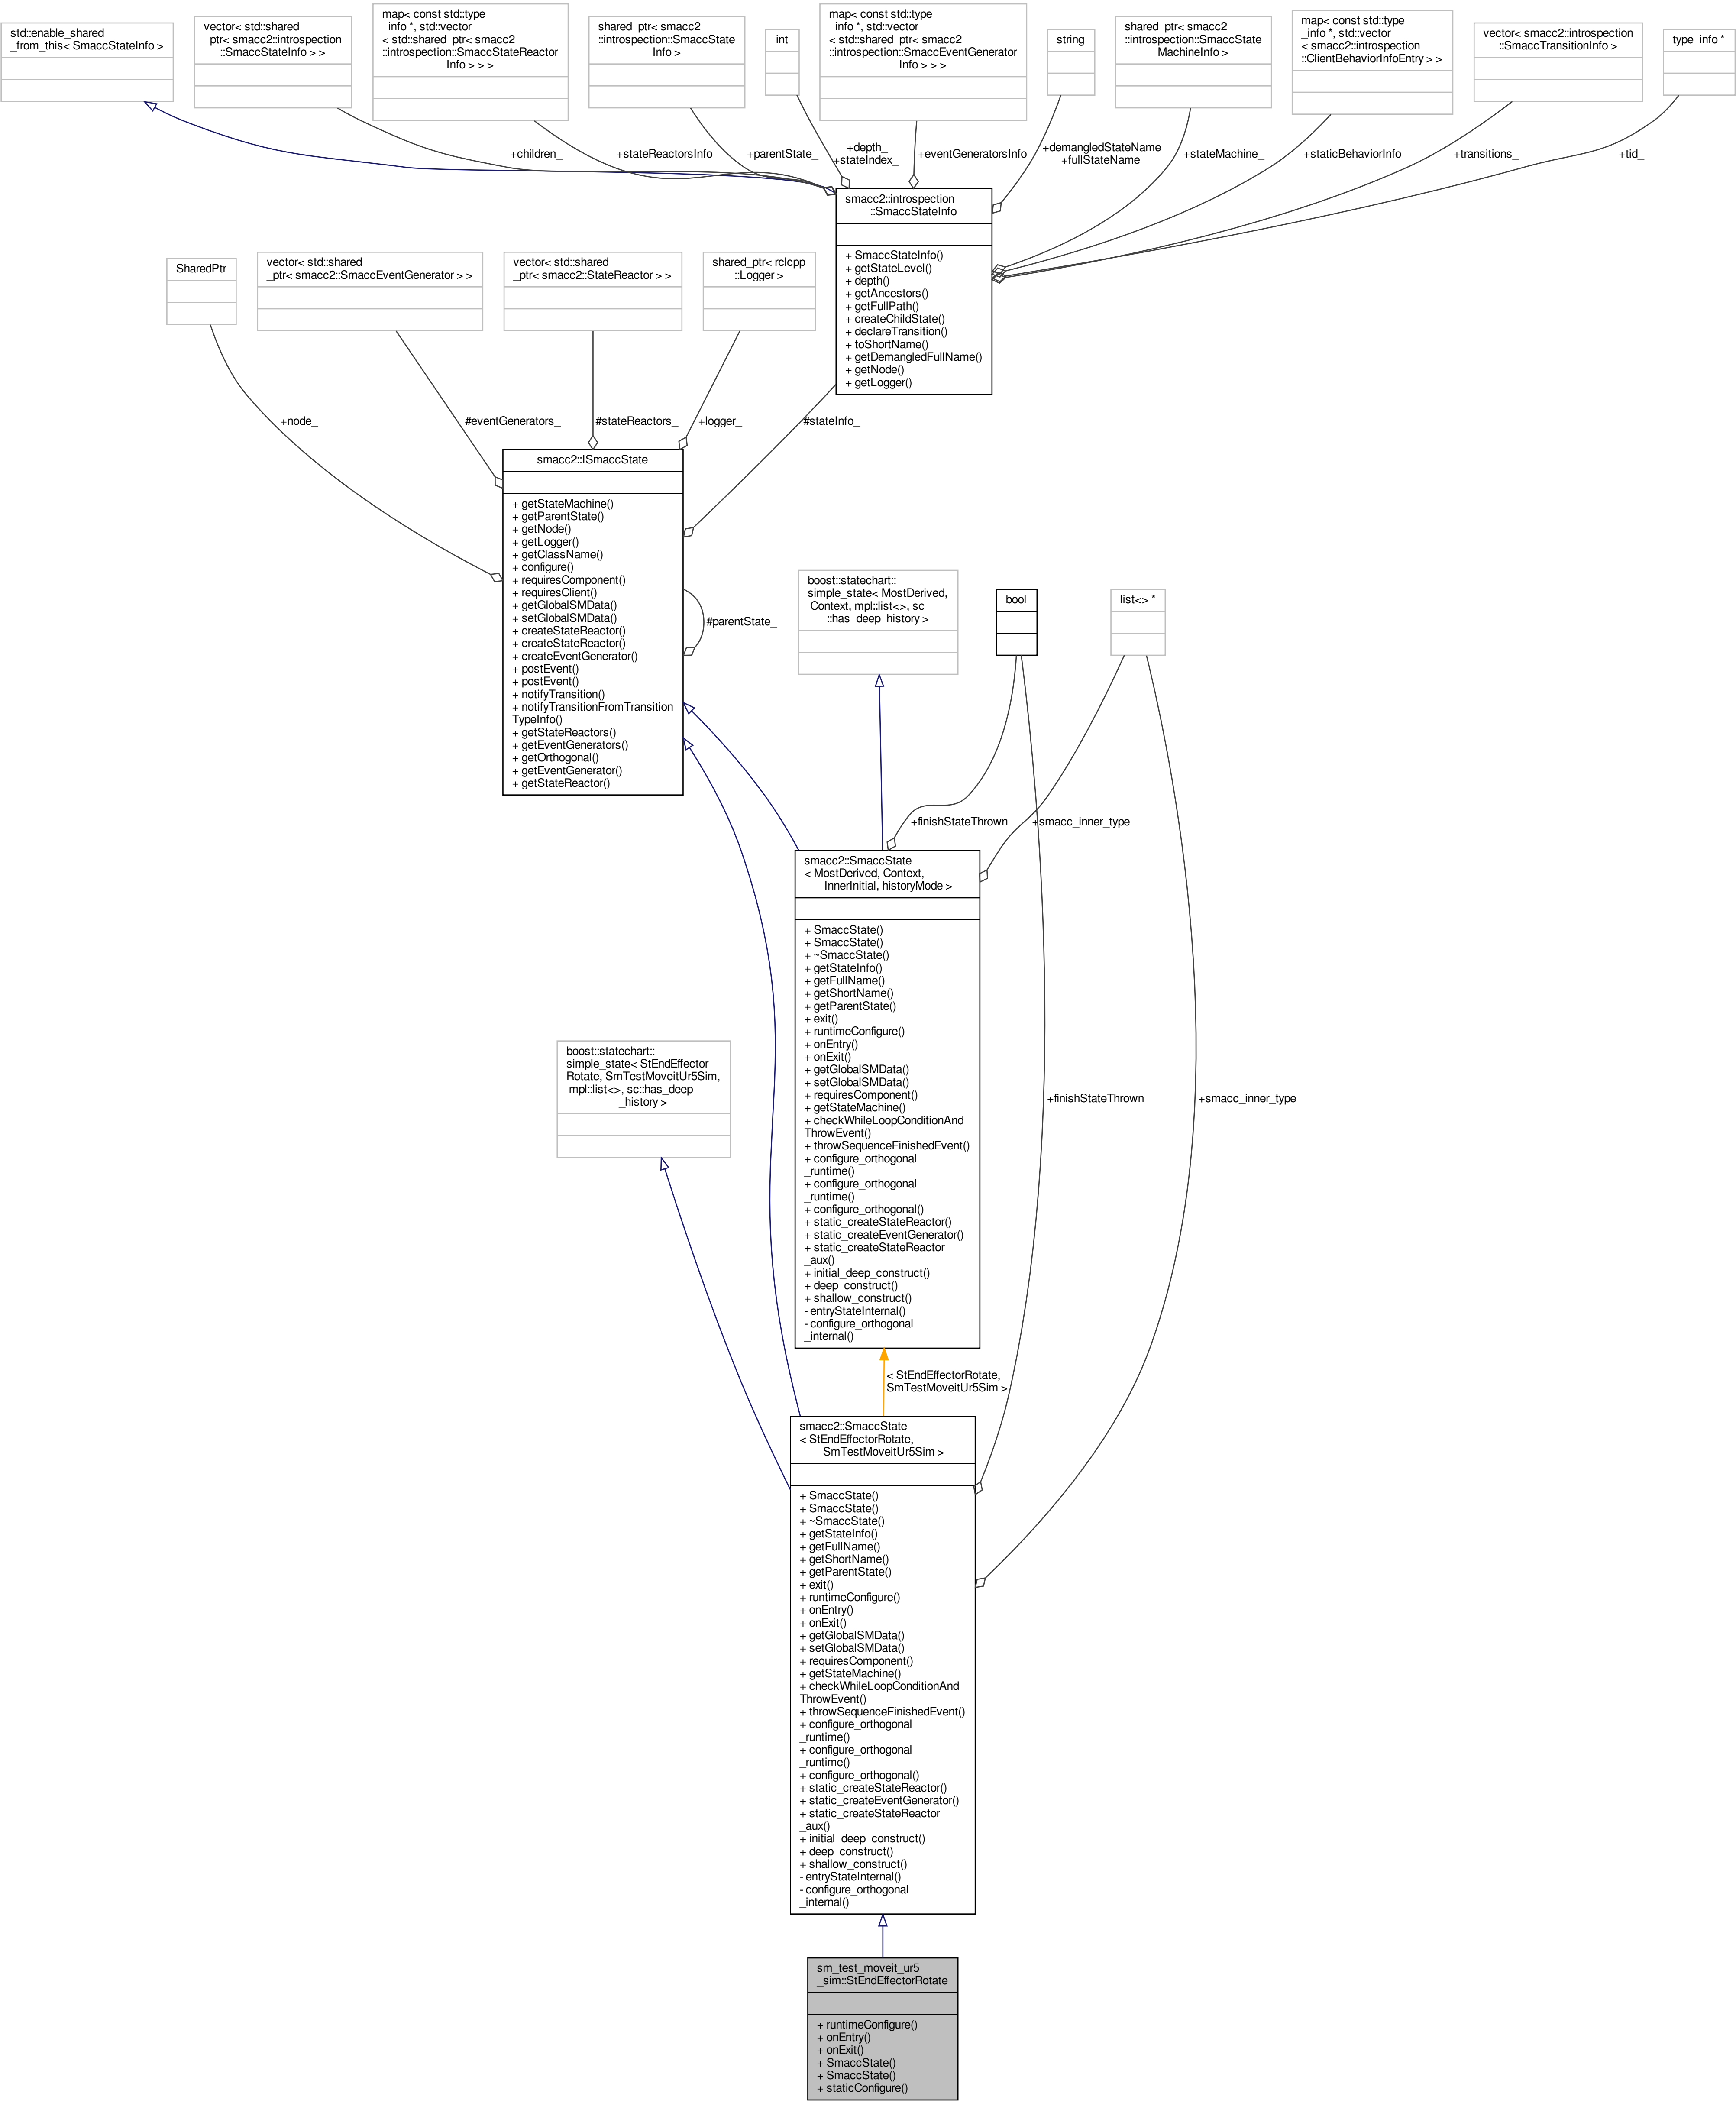 std::enable_shared
_from_this< SmaccStateInfo >
vector< std::shared
_ptr< smacc2::introspection
::SmaccStateInfo > >
map< const std::type
_info *, std::vector
< std::shared_ptr< smacc2
::introspection::SmaccStateReactor
Info > > >
shared_ptr< smacc2
::introspection::SmaccState
Info >
int
map< const std::type
_info *, std::vector
< std::shared_ptr< smacc2
::introspection::SmaccEventGenerator
Info > > >
string
shared_ptr< smacc2
::introspection::SmaccState
MachineInfo >
map< const std::type
_info *, std::vector
< smacc2::introspection
::ClientBehaviorInfoEntry > >
vector< smacc2::introspection
::SmaccTransitionInfo >
type_info *
+children_
+stateReactorsInfo
+parentState_
+depth_
+stateIndex_
+eventGeneratorsInfo
+demangledStateName
+fullStateName
+stateMachine_
+staticBehaviorInfo
+transitions_
+tid_
smacc2::introspection
::SmaccStateInfo
+ SmaccStateInfo()
+ getStateLevel()
+ depth()
+ getAncestors()
+ getFullPath()
+ createChildState()
+ declareTransition()
+ toShortName()
+ getDemangledFullName()
+ getNode()
+ getLogger()
SharedPtr
vector< std::shared
_ptr< smacc2::SmaccEventGenerator > >
vector< std::shared
_ptr< smacc2::StateReactor > >
shared_ptr< rclcpp
::Logger >
+node_
#eventGenerators_
#stateReactors_
+logger_
#stateInfo_
smacc2::ISmaccState
+ getStateMachine()
+ getParentState()
+ getNode()
+ getLogger()
+ getClassName()
+ configure()
+ requiresComponent()
+ requiresClient()
+ getGlobalSMData()
+ setGlobalSMData()
+ createStateReactor()
+ createStateReactor()
+ createEventGenerator()
+ postEvent()
+ postEvent()
+ notifyTransition()
+ notifyTransitionFromTransition
TypeInfo()
+ getStateReactors()
+ getEventGenerators()
+ getOrthogonal()
+ getEventGenerator()
+ getStateReactor()
#parentState_
boost::statechart::
simple_state< MostDerived,
Context, mpl::list<>, sc
::has_deep_history >
bool
list<> *
+finishStateThrown
+smacc_inner_type
smacc2::SmaccState
< MostDerived, Context,
InnerInitial, historyMode >
+ SmaccState()
+ SmaccState()
+ ~SmaccState()
+ getStateInfo()
+ getFullName()
+ getShortName()
+ getParentState()
+ exit()
+ runtimeConfigure()
+ onEntry()
+ onExit()
+ getGlobalSMData()
+ setGlobalSMData()
+ requiresComponent()
+ getStateMachine()
+ checkWhileLoopConditionAnd
ThrowEvent()
+ throwSequenceFinishedEvent()
+ configure_orthogonal
_runtime()
+ configure_orthogonal
_runtime()
+ configure_orthogonal()
+ static_createStateReactor()
+ static_createEventGenerator()
+ static_createStateReactor
_aux()
+ initial_deep_construct()
+ deep_construct()
+ shallow_construct()
- entryStateInternal()
- configure_orthogonal
_internal()
boost::statechart::
simple_state< StEndEffector
Rotate, SmTestMoveitUr5Sim,
mpl::list<>, sc::has_deep
_history >
+finishStateThrown
+smacc_inner_type
< StEndEffectorRotate,
SmTestMoveitUr5Sim >
smacc2::SmaccState
< StEndEffectorRotate,
SmTestMoveitUr5Sim >
+ SmaccState()
+ SmaccState()
+ ~SmaccState()
+ getStateInfo()
+ getFullName()
+ getShortName()
+ getParentState()
+ exit()
+ runtimeConfigure()
+ onEntry()
+ onExit()
+ getGlobalSMData()
+ setGlobalSMData()
+ requiresComponent()
+ getStateMachine()
+ checkWhileLoopConditionAnd
ThrowEvent()
+ throwSequenceFinishedEvent()
+ configure_orthogonal
_runtime()
+ configure_orthogonal
_runtime()
+ configure_orthogonal()
+ static_createStateReactor()
+ static_createEventGenerator()
+ static_createStateReactor
_aux()
+ initial_deep_construct()
+ deep_construct()
+ shallow_construct()
- entryStateInternal()
- configure_orthogonal
_internal()
sm_test_moveit_ur5
_sim::StEndEffectorRotate
+ runtimeConfigure()
+ onEntry()
+ onExit()
+ SmaccState()
+ SmaccState()
+ staticConfigure()